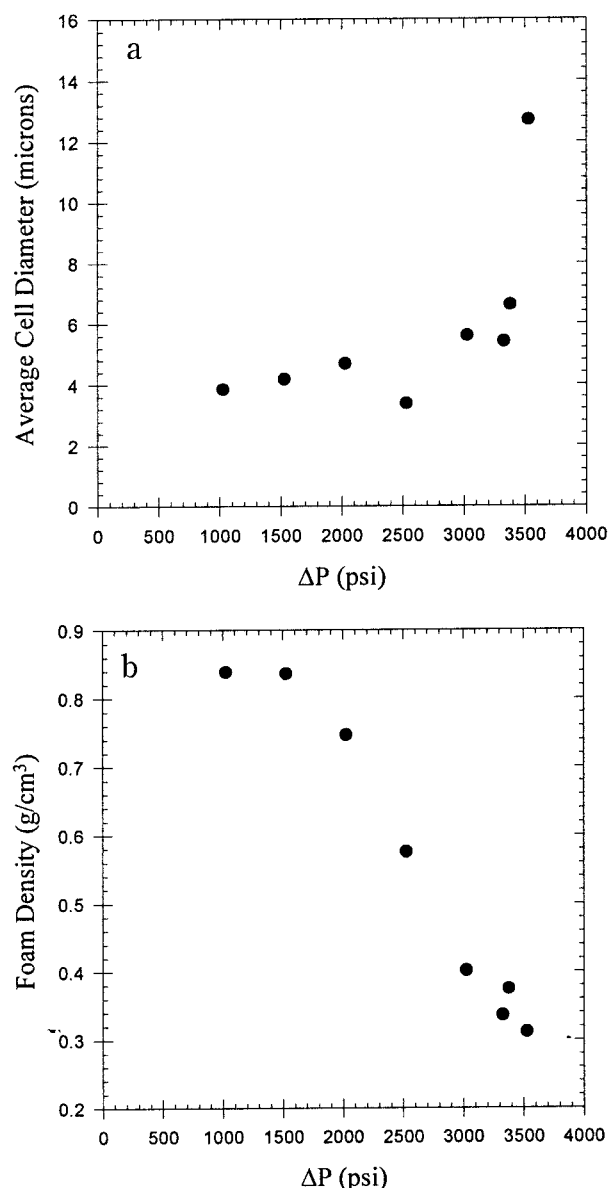 a
16
14
12
10
8
6
4
2
0
Average Cell Diameter (microns)
0 500 1000 1500 2000 2500 3000 3500 4000
ΔP (psi)
b
0.9
0.8
0.7
0.6
0.5
0.4
0.3
0.2
Foam Density (g/cm³)
0 500 1000 1500 2000 2500 3000 3500 4000
ΔP (psi)